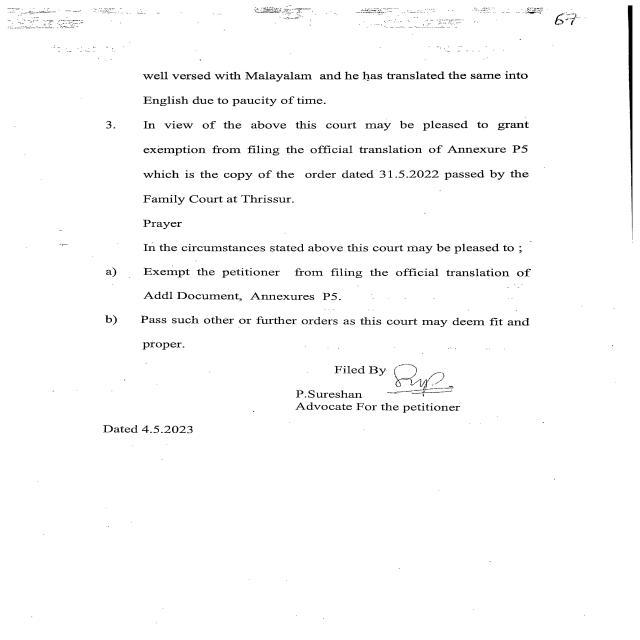 67
well versed with Malayalam and he has translated the same into
English due to paucity of time.
3. In view of the above this court may be pleased to grant
exemption from filing the official translation of Annexure P5
which is the copy of the order dated 31.5.2022 passed by the
Family Court at Thrissur.
Prayer
In the circumstances stated above this court may be pleased to ;
a) Exempt the petitioner from filing the official translation of
Addl Document, Annexures P5.
b) Pass such other or further orders as this court may deem fit and
proper.
Filed By
P.Sureshan
Advocate For the petitioner
Dated 4.5.2023